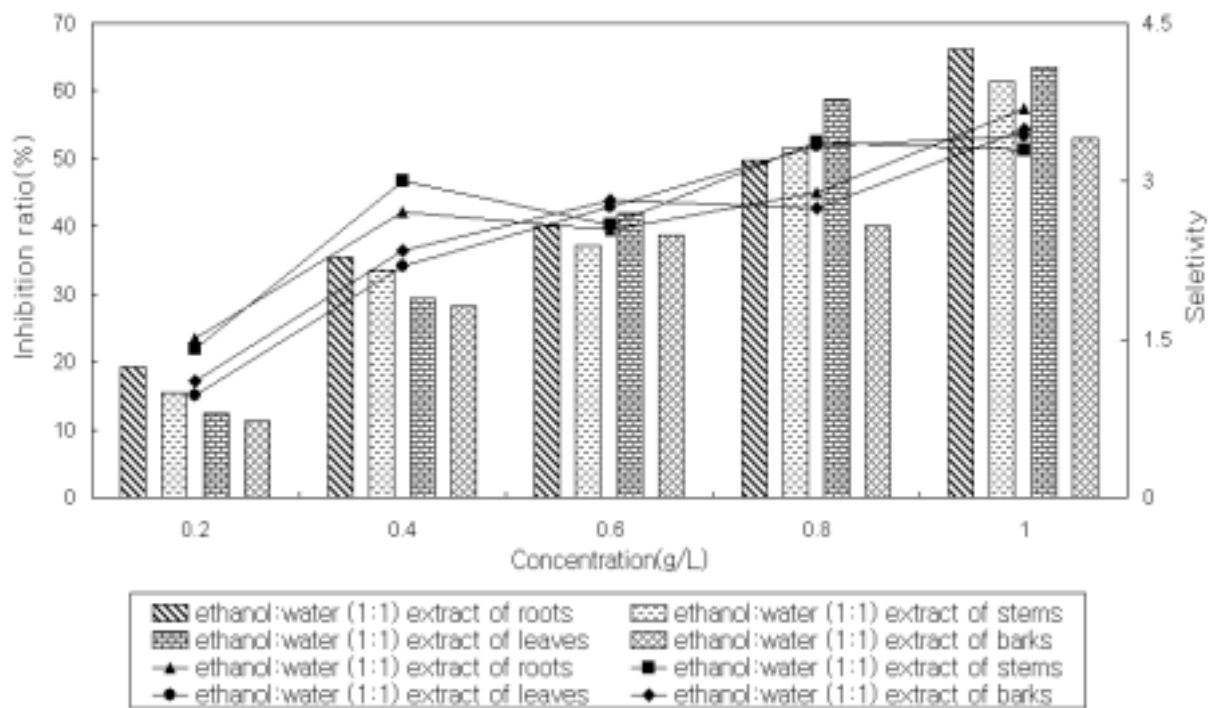 70
60
50
40
30
20
10
0
Inhibition ratio(%)
4.5
3
1.5
0
Seletivity
0.2 0.4 0.6 0.8 1
Concentration(g/L)
ethanol:water (1:1) extract of roots ethanol:water (1:1) extract of stems
ethanol:water (1:1) extract of leaves ethanol:water (1:1) extract of barks
ethanol:water (1:1) extract of roots ethanol:water (1:1) extract of stems
ethanol:water (1:1) extract of leaves ethanol:water (1:1) extract of barks